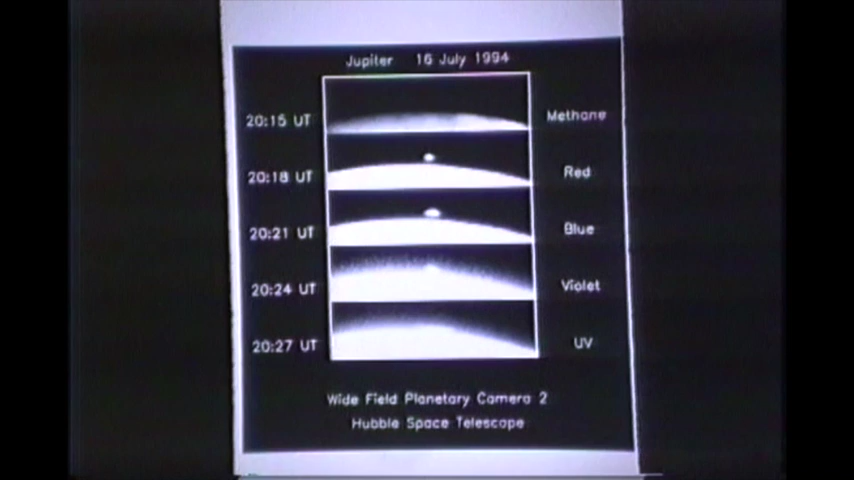 Jupiter 16 July 1994
20:15 UT Methane
20:18 UT Red
20:21 UT Blue
20:24 UT Violet
20:27 UT UV
Wide Field Planetary Camera 2
Hubble Space Telescope